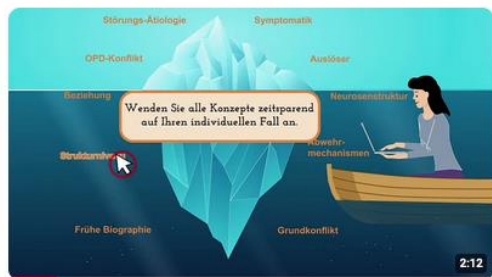 Störungs-Ätiologie
Symptomatik
OPD-Konflikt
Auslöser
Beziehung
Neurosenstruktur
Wenden Sie alle Konzepte zeitsparend
auf Ihren individuellen Fall an.
Abwehr-
mechanismen
Frühe Biographie
Grundkonflikt
2:12